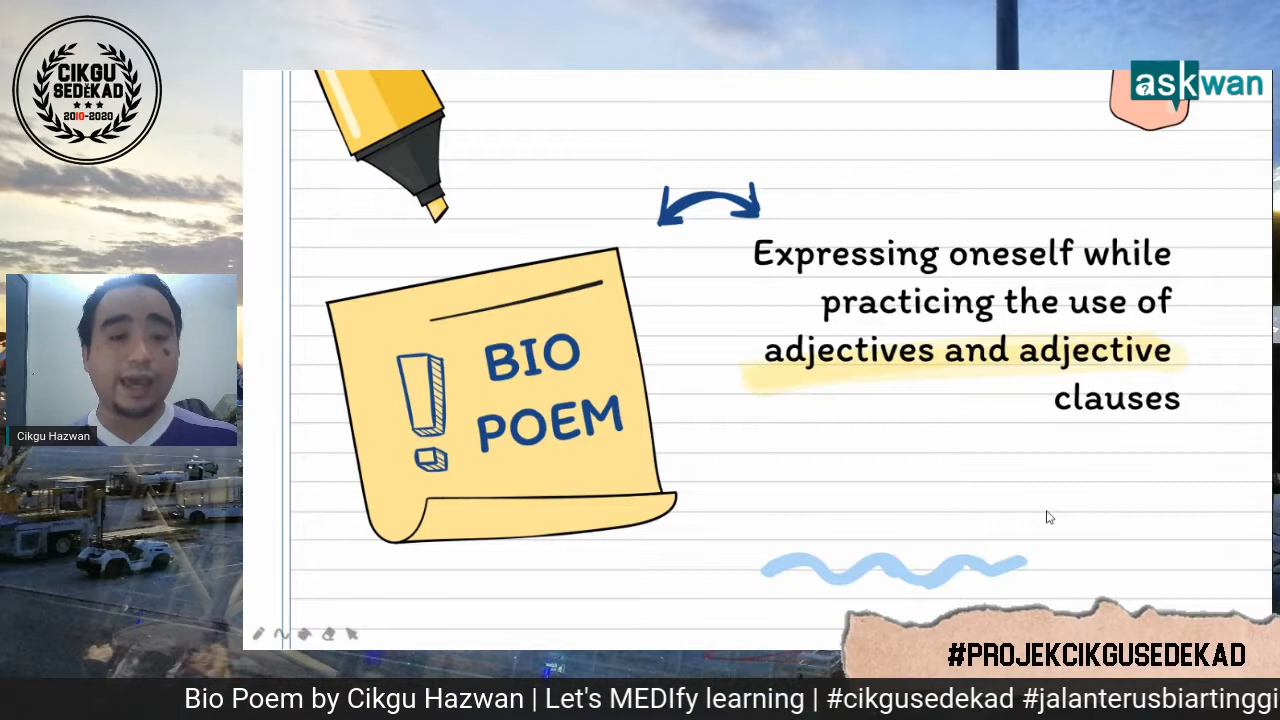 CIKGU
SEDĚKAD
2010-2020
askwan
Expressing oneself while
practicing the use of
adjectives and adjective
clauses
BIO
POEM
Cikgu Hazwan
#PROJEKCIKGUSEDEKAD
Bio Poem by Cikgu Hazwan | Let's MEDIfy learning | #cikgusedekad #jalanterusbiartinggi